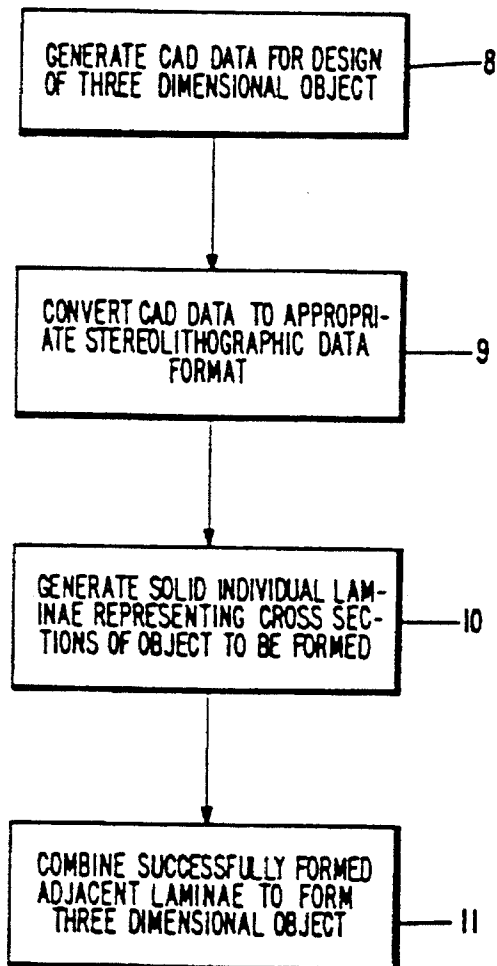 GENERATE CAD DATA FOR DESIGN
OF THREE DIMENSIONAL OBJECT
8
CONVERT CAD DATA TO APPROPRI-
ATE STEREOLITHOGRAPHIC DATA
FORMAT
9
GENERATE SOLID INDIVIDUAL LAM-
INAE REPRESENTING CROSS SEC-
TIONS OF OBJECT TO BE FORMED
10
COMBINE SUCCESSFULLY FORMED
ADJACENT LAMINAE TO FORM
THREE DIMENSIONAL OBJECT
11